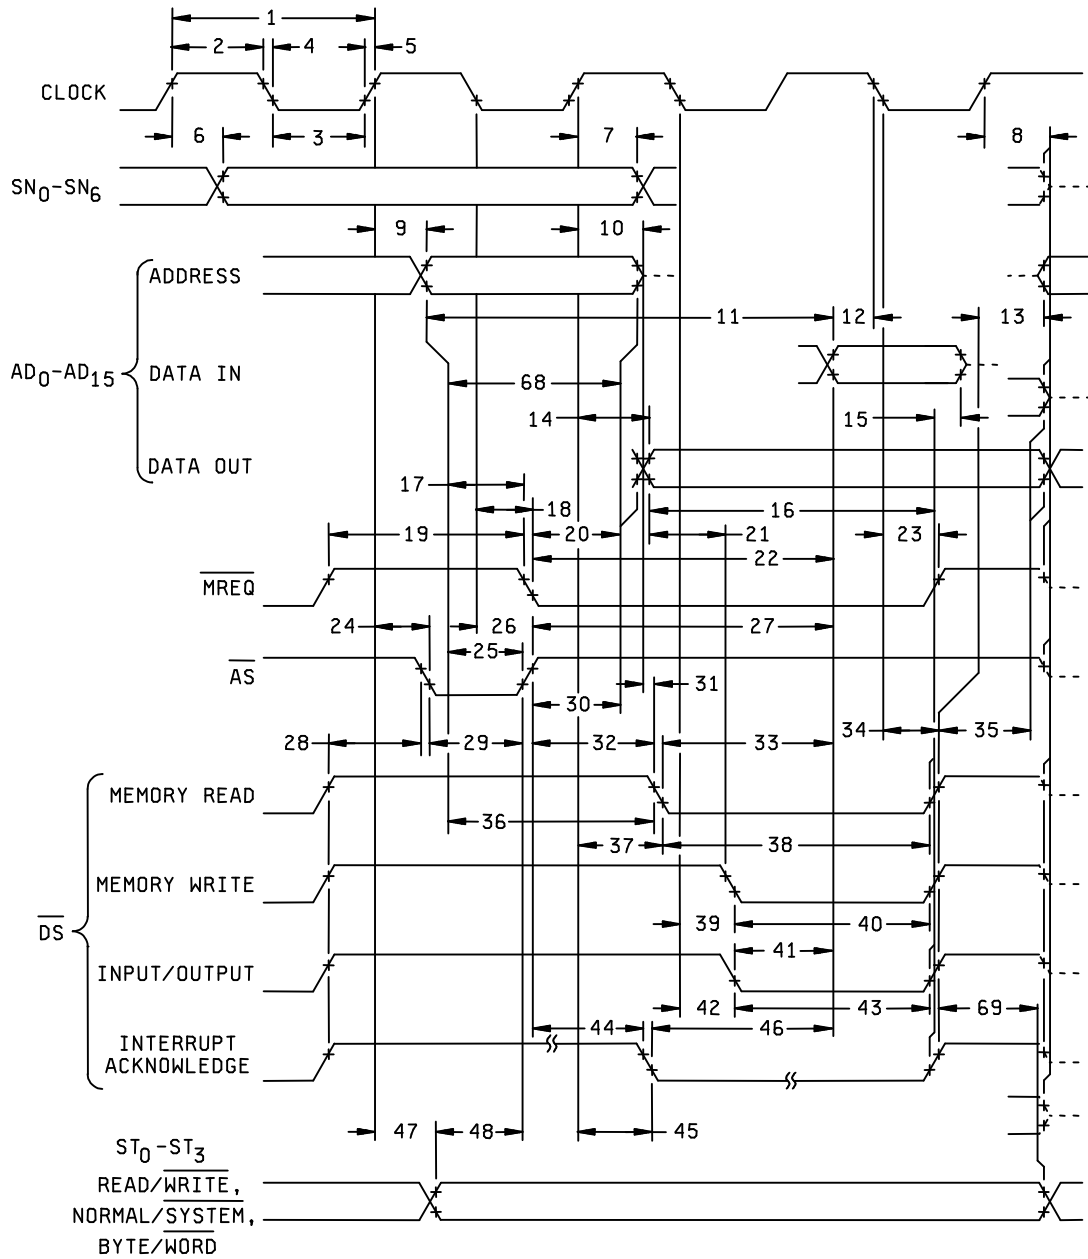 1
2 4 5
CLOCK
6 3 7 8
SN0-SN6
9 10
ADDRESS
11 12 13
AD0-AD15 DATA IN
68
14 15
DATA OUT
17
18 16
19 20 21 23
22
MREQ
24 26 27
25
AS
31
30
34 35
28 29 32 33
MEMORY READ
36
37 38
MEMORY WRITE
39 40
DS
41
INPUT/OUTPUT
42 43 69
44 46
INTERRUPT
ACKNOWLEDGE
47 48 45
ST0-ST3
READ/WRITE,
NORMAL/SYSTEM,
BYTE/WORD